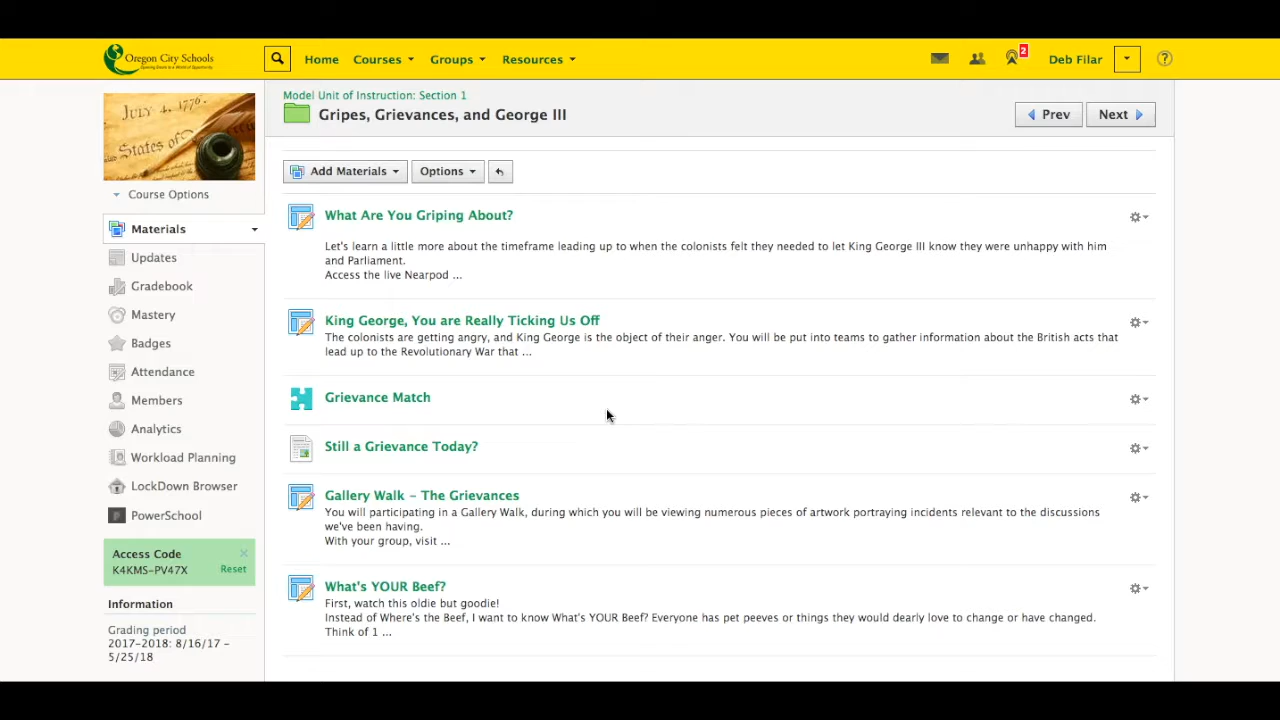 Oregon City Schools
Home
Courses
Groups
Resources
2
Deb Filar
?
JULY 4, 1776.
States of
Course Options
Materials
Updates
Gradebook
Mastery
Badges
Attendance
Members
Analytics
Workload Planning
LockDown Browser
PowerSchool
Access Code
K4KMS-PV47X
Reset
Information
Grading period
2017-2018: 8/16/17 –
5/25/18
Model Unit of Instruction: Section 1
Gripes, Grievances, and George III
Prev
Next
Add Materials
Options
What Are You Griping About?
Let's learn a little more about the timeframe leading up to when the colonists felt they needed to let King George III know they were unhappy with him
and Parliament.
Access the live Nearpod ...
King George, You are Really Ticking Us Off
The colonists are getting angry, and King George is the object of their anger. You will be put into teams to gather information about the British acts that
lead up to the Revolutionary War that ...
Grievance Match
Still a Grievance Today?
Gallery Walk – The Grievances
You will participating in a Gallery Walk, during which you will be viewing numerous pieces of artwork portraying incidents relevant to the discussions
we've been having.
With your group, visit ...
What's YOUR Beef?
First, watch this oldie but goodie!
Instead of Where's the Beef, I want to know What's YOUR Beef? Everyone has pet peeves or things they would dearly love to change or have changed.
Think of 1 ...